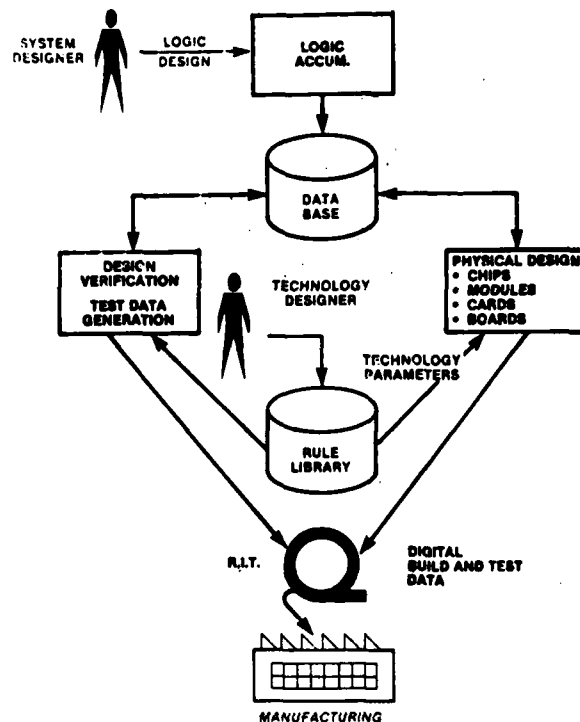 SYSTEM
DESIGNER
LOGIC
DESIGN
LOGIC
ACCUM.
DATA
BASE
DESIGN
VERIFICATION
TEST DATA
GENERATION
TECHNOLOGY
DESIGNER
PHYSICAL DESIGN
• CHIPS
• MODULES
• CARDS
• BOARDS
TECHNOLOGY
PARAMETERS
RULE
LIBRARY
R.I.T.
DIGITAL
BUILD AND TEST
DATA
MANUFACTURING